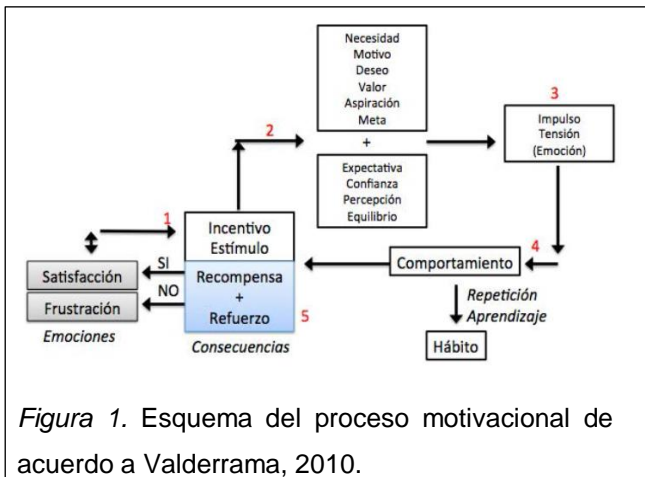 Necesidad
Motivo
Deseo
Valor
Aspiración
Meta
+
Expectativa
Confianza
Percepción
Equilibrio
2
3
Impulso
Tensión
(Emoción)
1
Incentivo
Estímulo
4
Comportamiento
SI
NO
Satisfacción
Frustración
Emociones
Recompensa
+
Refuerzo
5
Consecuencias
Repetición
Aprendizaje
Hábito
Figura 1. Esquema del proceso motivacional de
acuerdo a Valderrama, 2010.